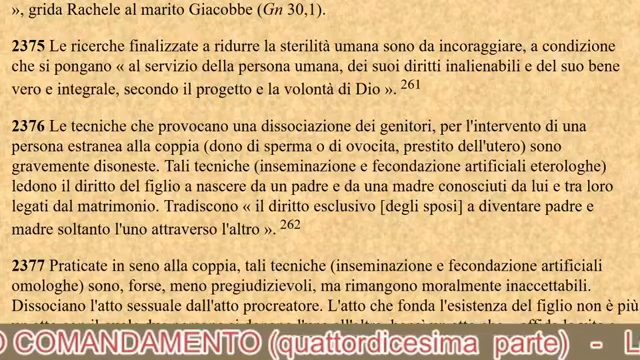 », grida Rachele al marito Giacobbe (Gn 30,1).
2375 Le ricerche finalizzate a ridurre la sterilità umana sono da incoraggiare, a condizione
che si pongano « al servizio della persona umana, dei suoi diritti inalienabili e del suo bene
vero e integrale, secondo il progetto e la volontà di Dio ». 261
2376 Le tecniche che provocano una dissociazione dei genitori, per l'intervento di una
persona estranea alla coppia (dono di sperma o di ovocita, prestito dell'utero) sono
gravemente disoneste. Tali tecniche (inseminazione e fecondazione artificiali eterologhe)
ledono il diritto del figlio a nascere da un padre e da una madre conosciuti da lui e tra loro
legati dal matrimonio. Tradiscono « il diritto esclusivo [degli sposi] a diventare padre e
madre soltanto l'uno attraverso l'altro ». 262
2377 Praticate in seno alla coppia, tali tecniche (inseminazione e fecondazione artificiali
omologhe) sono, forse, meno pregiudizievoli, ma rimangono moralmente inaccettabili.
Dissociano l'atto sessuale dall'atto procreatore. L'atto che fonda l'esistenza del figlio non è più
O COMANDAMENTO (quattordicesima parte) - L